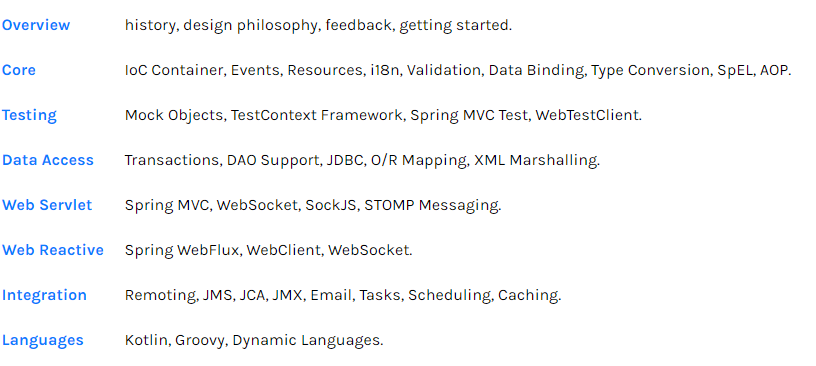 Overview history, design philosophy, feedback, getting started.
Core IoC Container, Events, Resources, i18n, Validation, Data Binding, Type Conversion, SpEL, AOP.
Testing Mock Objects, TestContext Framework, Spring MVC Test, WebTestClient.
Data Access Transactions, DAO Support, JDBC, O/R Mapping, XML Marshalling.
Web Servlet Spring MVC, WebSocket, SockJS, STOMP Messaging.
Web Reactive Spring WebFlux, WebClient, WebSocket.
Integration Remoting, JMS, JCA, JMX, Email, Tasks, Scheduling, Caching.
Languages Kotlin, Groovy, Dynamic Languages.